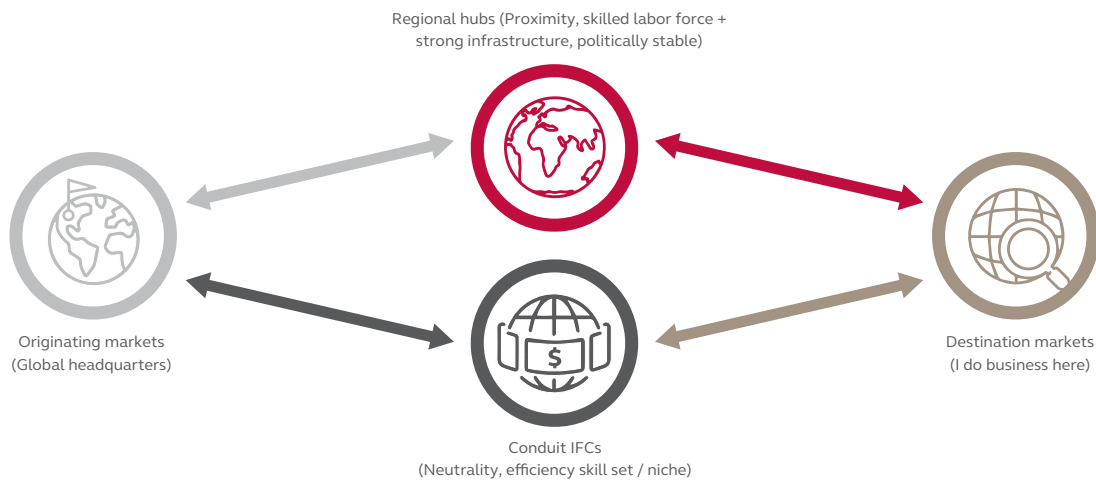 Regional hubs (Proximity, skilled labor force +
strong infrastructure, politically stable)
Originating markets
(Global headquarters)
$
Destination markets
(I do business here)
Conduit IFCs
(Neutrality, efficiency skill set / niche)